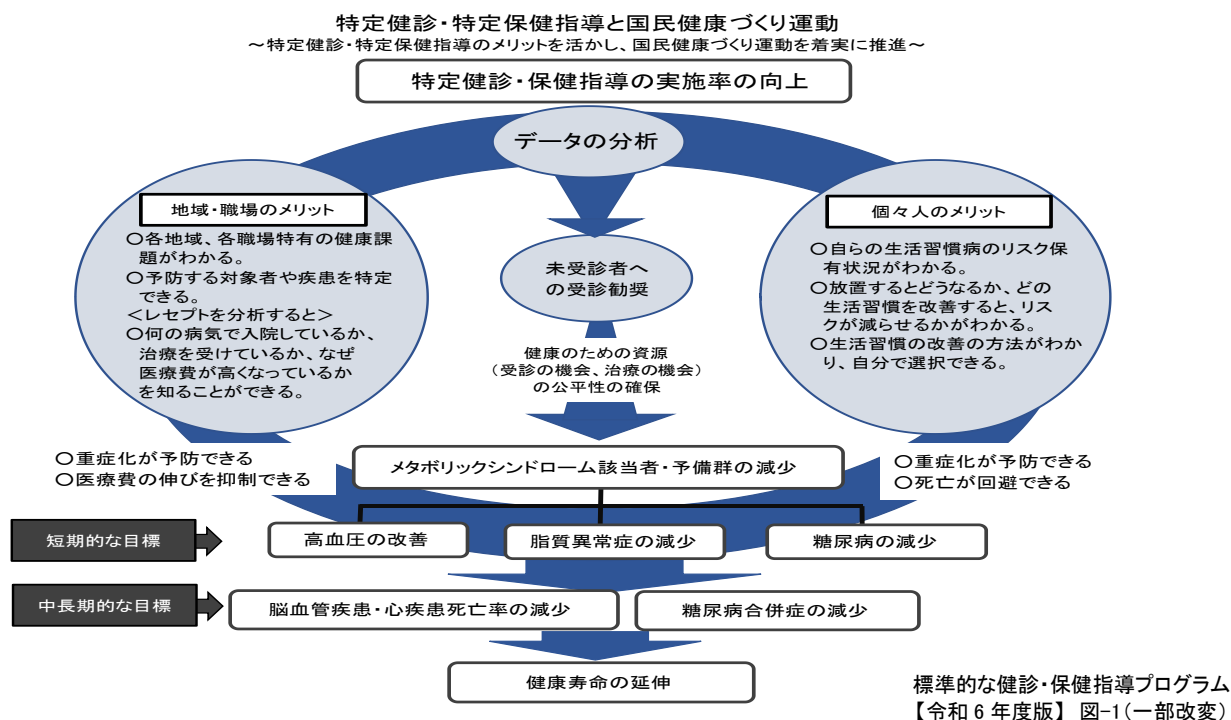 特定健診・特定保健指導と国民健康づくり運動
～特定健診・特定保健指導のメリットを活かし、国民健康づくり運動を着実に推進～
特定健診・保健指導の実施率の向上
データの分析
地域・職場のメリット
○各地域、各職場特有の健康課
題がわかる。
○予防する対象者や疾患を特定
できる。
＜レセプトを分析すると＞
○何の病気で入院しているか、
治療を受けているか、なぜ
医療費が高くなっているか
を知ることができる。
未受診者へ
の受診勧奨
個々人のメリット
○自らの生活習慣病のリスク保
有状況がわかる。
○放置するとどうなるか、どの
生活習慣を改善すると、リス
クが減らせるかがわかる。
○生活習慣の改善の方法がわか
り、自分で選択できる。
健康のための資源
（受診の機会、治療の機会）
の公平性の確保
○重症化が予防できる
○医療費の伸びを抑制できる
メタボリックシンドローム該当者・予備群の減少
○重症化が予防できる
○死亡が回避できる
短期的な目標
高血圧の改善
脂質異常症の減少
糖尿病の減少
中長期的な目標
脳血管疾患・心疾患死亡率の減少
糖尿病合併症の減少
健康寿命の延伸
標準的な健診・保健指導プログラム
【令和6年度版】 図-1（一部改変）